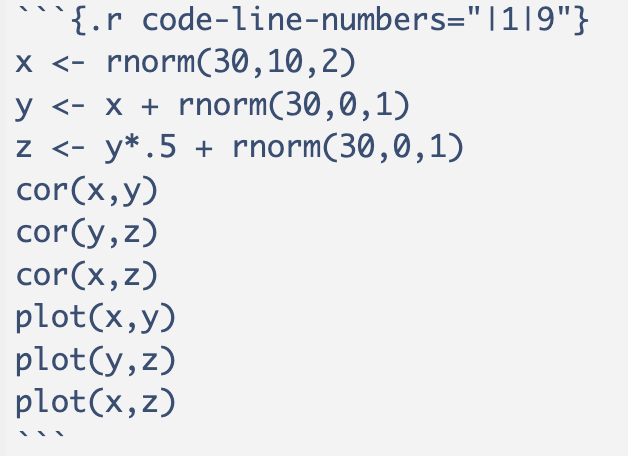 ```{.r code-line-numbers="|1|9"}
x <- rnorm(30,10,2)
y <- x + rnorm(30,0,1)
z <- y*.5 + rnorm(30,0,1)
cor(x,y)
cor(y,z)
cor(x,z)
plot(x,y)
plot(y,z)
plot(x,z)
```